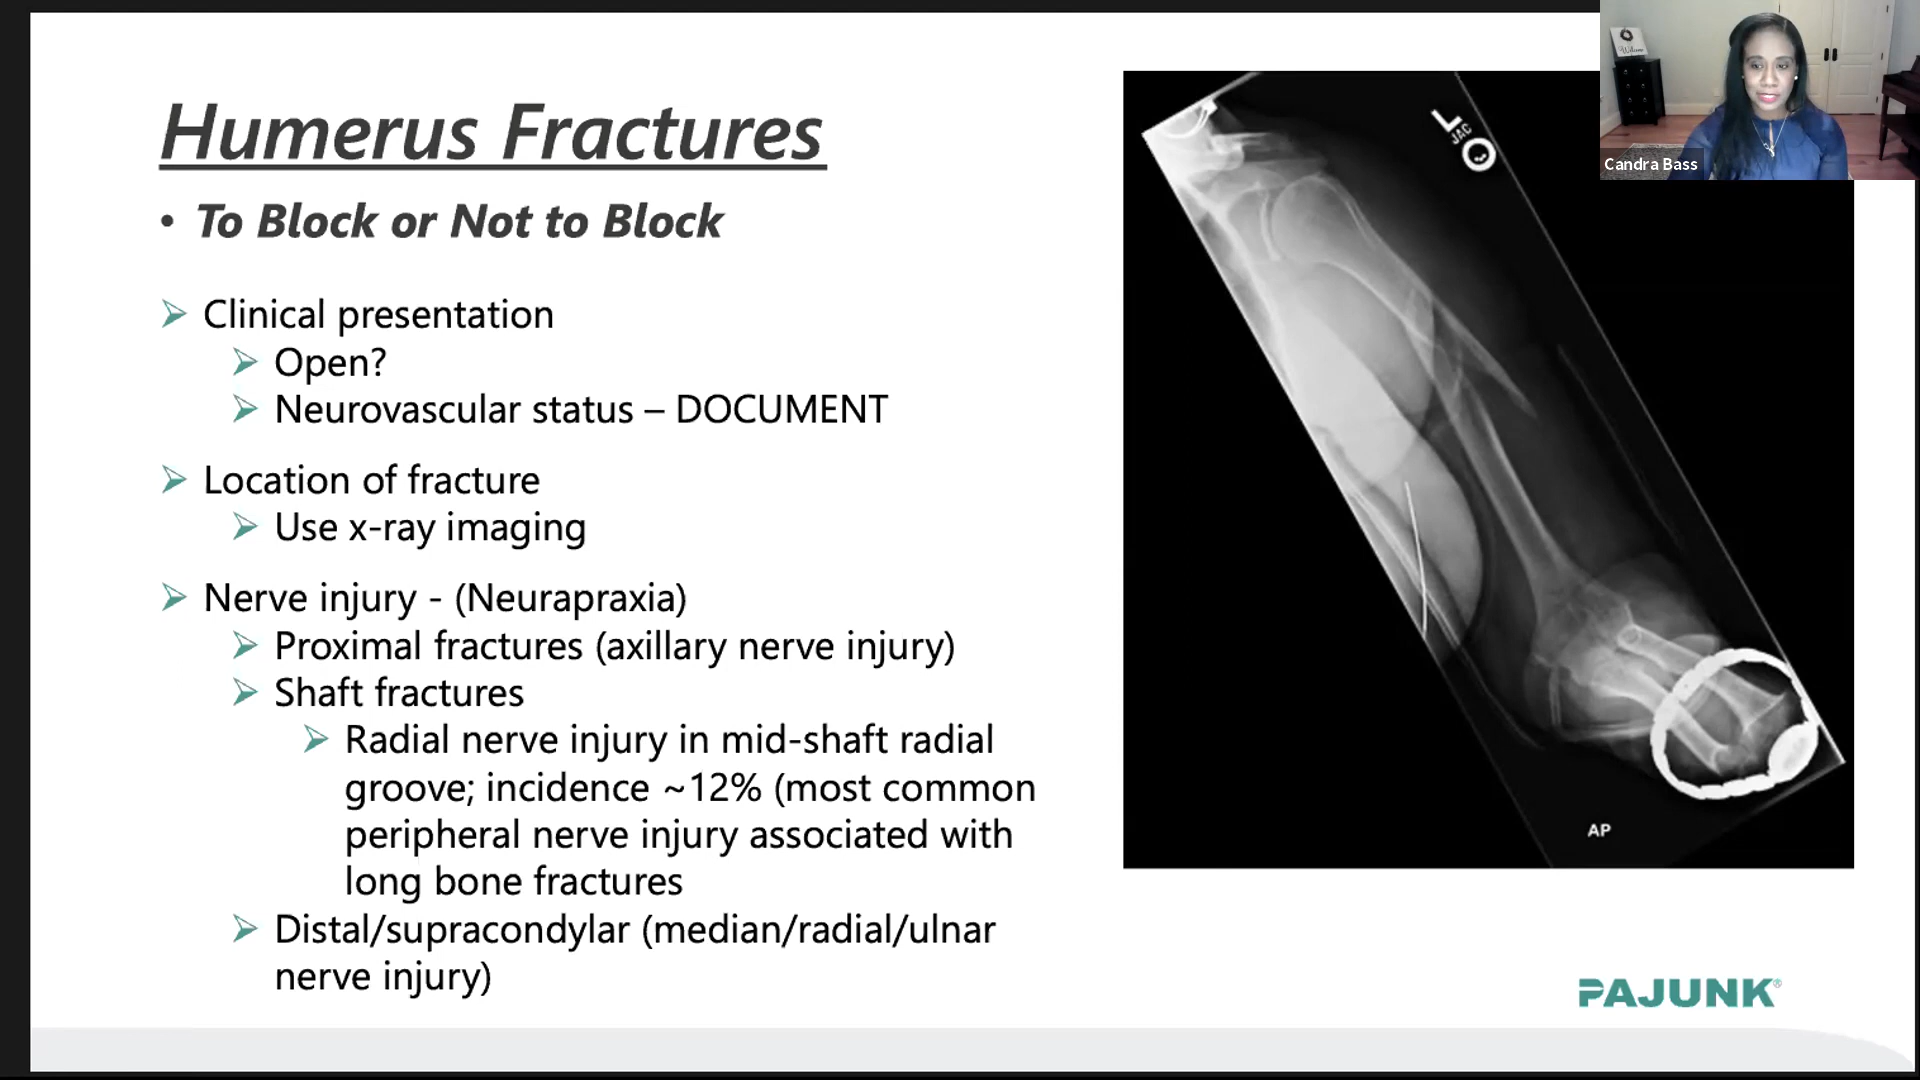 Humerus Fractures
• To Block or Not to Block
Clinical presentation
Open?
Neurovascular status – DOCUMENT
Location of fracture
Use x-ray imaging
Nerve injury - (Neurapraxia)
Proximal fractures (axillary nerve injury)
Shaft fractures
Radial nerve injury in mid-shaft radial
groove; incidence ~12% (most common
peripheral nerve injury associated with
long bone fractures
Distal/supracondylar (median/radial/ulnar
nerve injury)
L
JAC
AP
Welcome
Candra Bass
PAJUNK®